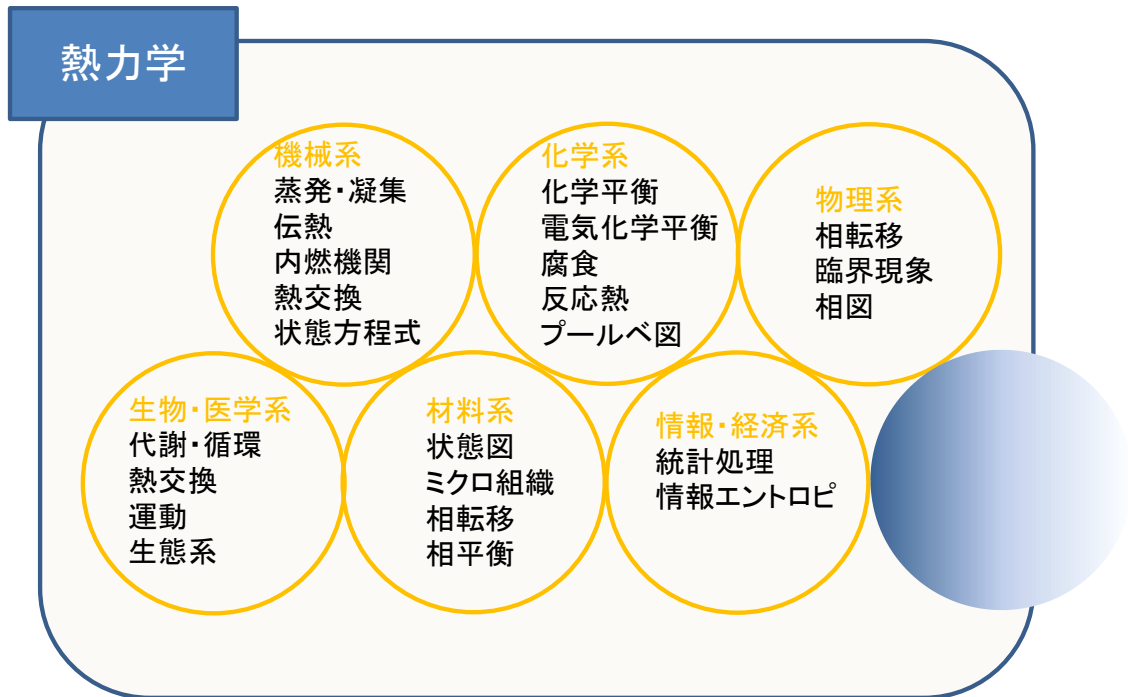 熱力学
機械系
蒸発・凝集
伝熱
内燃機関
熱交換
状態方程式
化学系
化学平衡
電気化学平衡
腐食
反応熱
プールベ図
物理系
相転移
臨界現象
相図
生物・医学系
代謝・循環
熱交換
運動
生態系
材料系
状態図
ミクロ組織
相転移
相平衡
情報・経済系
統計処理
情報エントロピ